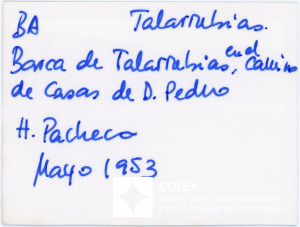 BA Talarrubias.
Barca de Talarrubias, en el Camino
de Casas de D. Pedro
H. Pacheco
Mayo 1953
CDIEX